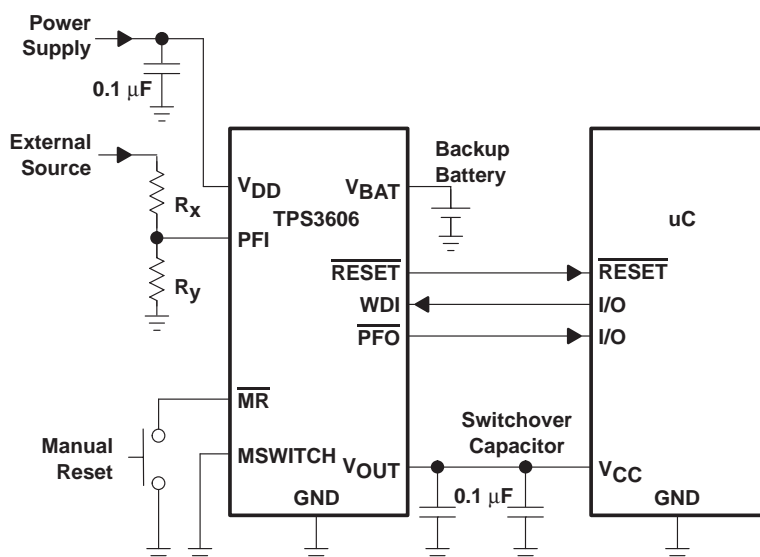 Power
Supply
0.1 μF
External
Source
Rx
Ry
Manual
Reset
VDD
PFI
MR
MSWITCH
GND
TPS3606
VBAT
RESET
WDI
PFO
VOUT
Backup
Battery
Switchover
Capacitor
0.1 μF
uC
RESET
I/O
I/O
VCC
GND